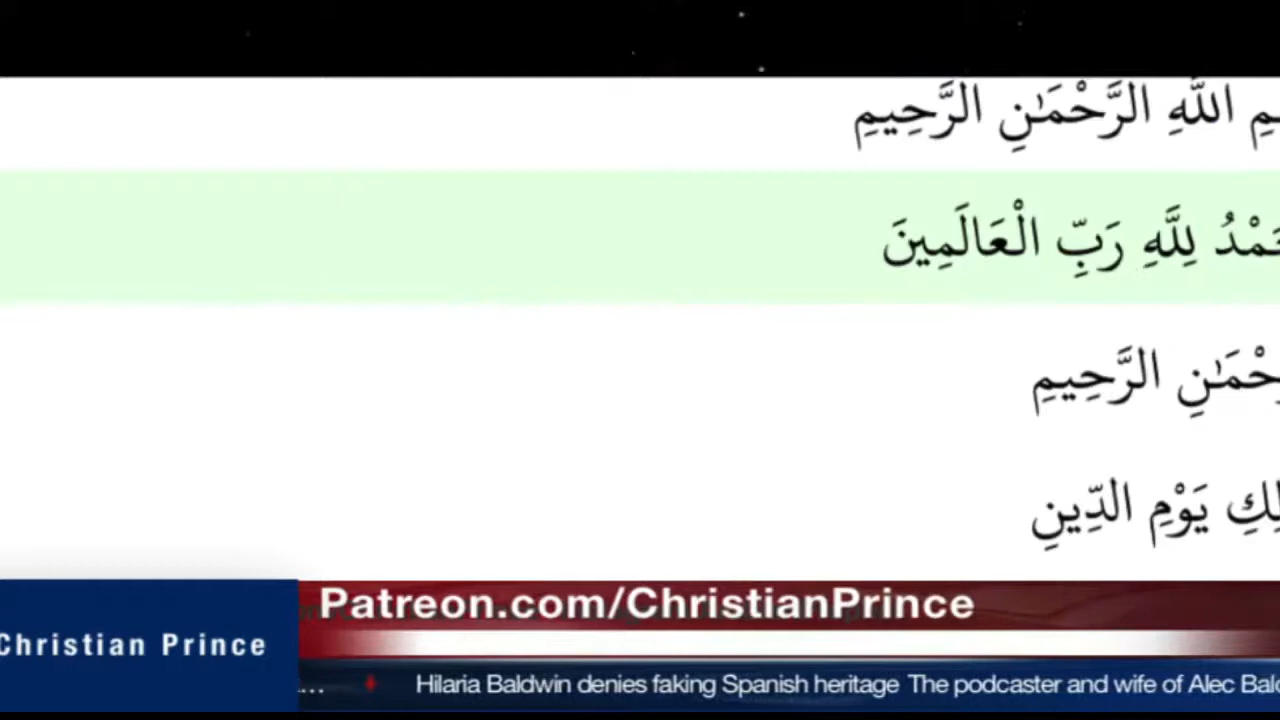 اللَّهِ الرَّحْمَٰنِ الرَّحِيمِ
لِلَّهِ رَبِّ الْعَالَمِينَ
الرَّحِيمِ
يَوْمِ الدِّينِ
Patreon.com/ChristianPrince
Christian Prince
... Hilaria Baldwin denies faking Spanish heritage The podcaster and wife of Alec